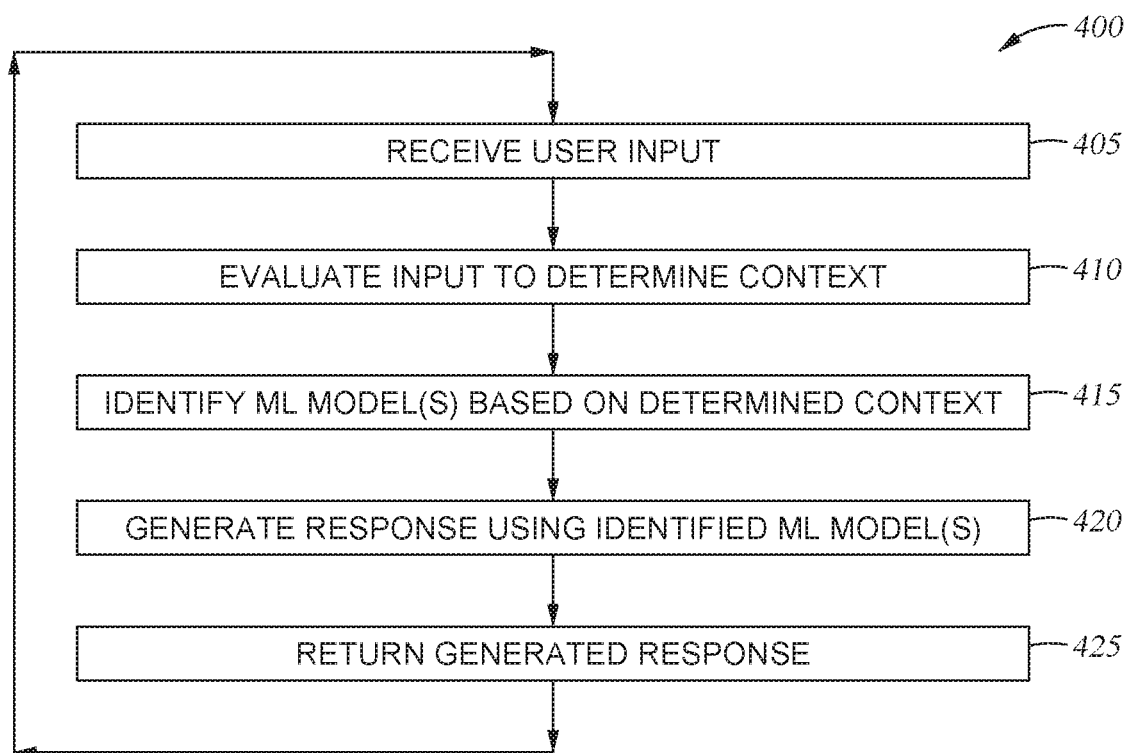 400
RECEIVE USER INPUT 405
EVALUATE INPUT TO DETERMINE CONTEXT 410
IDENTIFY ML MODEL(S) BASED ON DETERMINED CONTEXT 415
GENERATE RESPONSE USING IDENTIFIED ML MODEL(S) 420
RETURN GENERATED RESPONSE 425